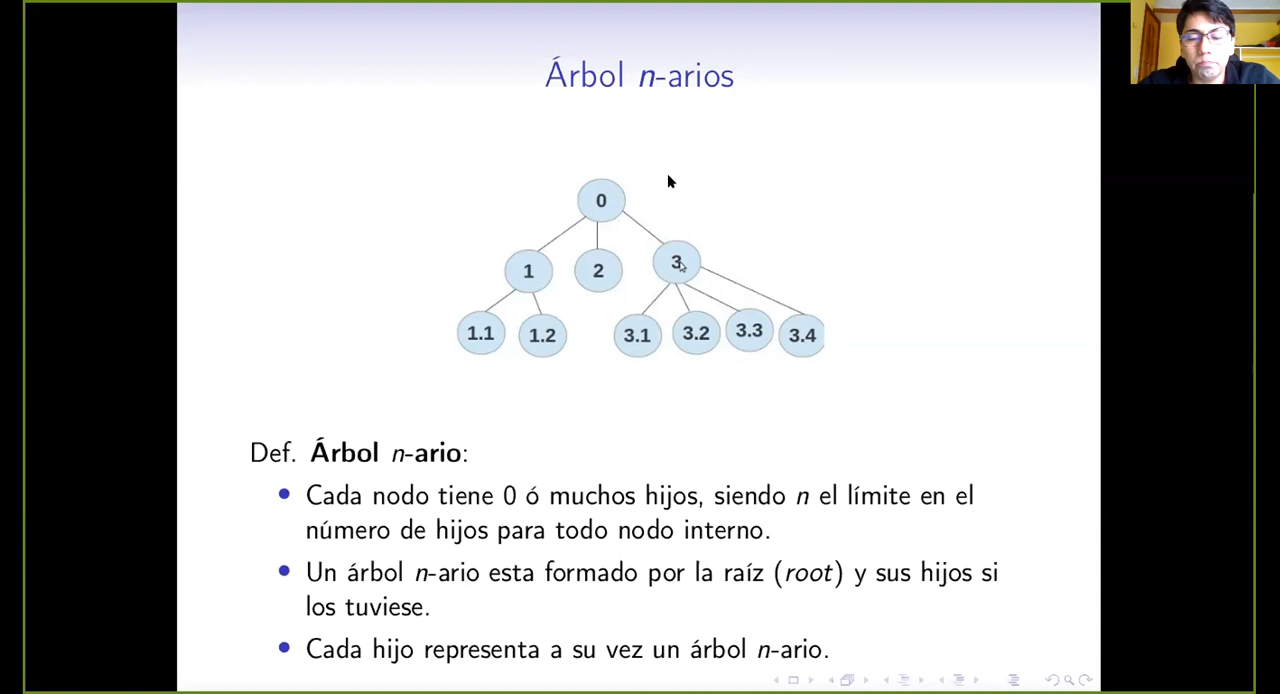 Árbol n-arios
0
1
2
3
1.1
1.2
3.1
3.2
3.3
3.4
Def. Árbol n-ario:
Cada nodo tiene 0 ó muchos hijos, siendo n el límite en el
número de hijos para todo nodo interno.
Un árbol n-ario esta formado por la raíz (root) y sus hijos si
los tuviese.
Cada hijo representa a su vez un árbol n-ario.